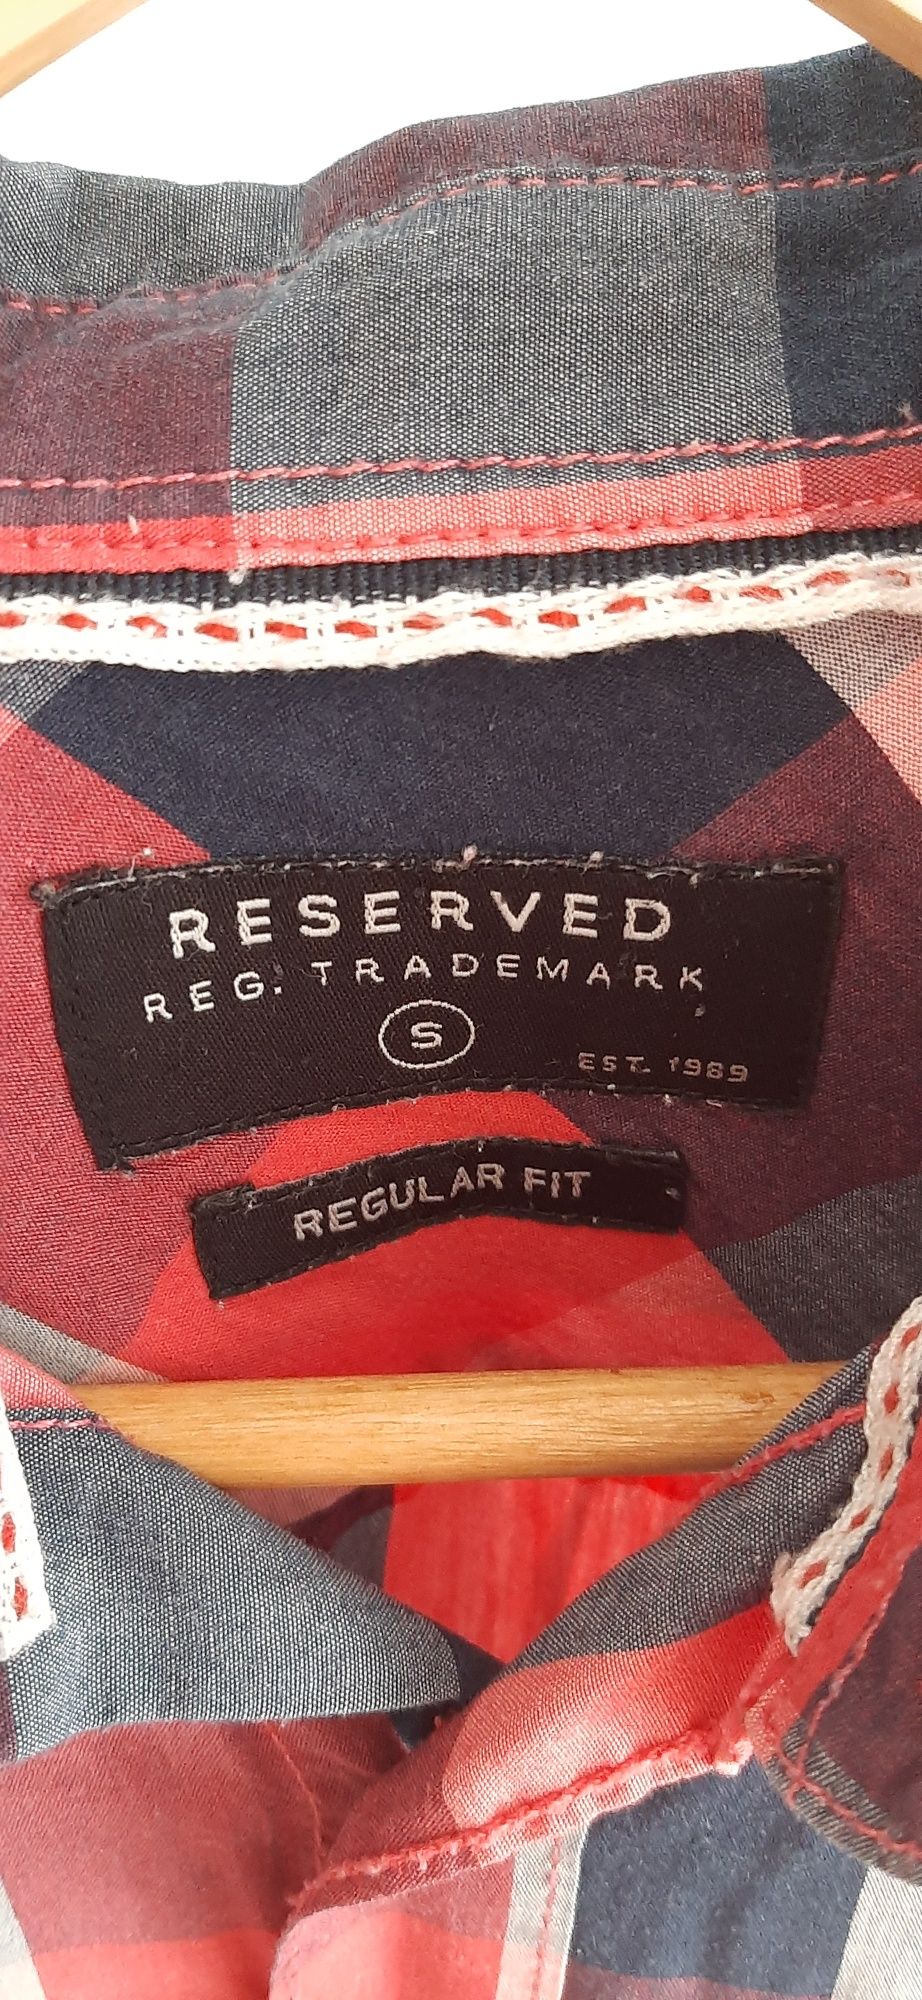 RESERVED
REG. TRADEMARK
S
EST. 1989
REGULAR FIT